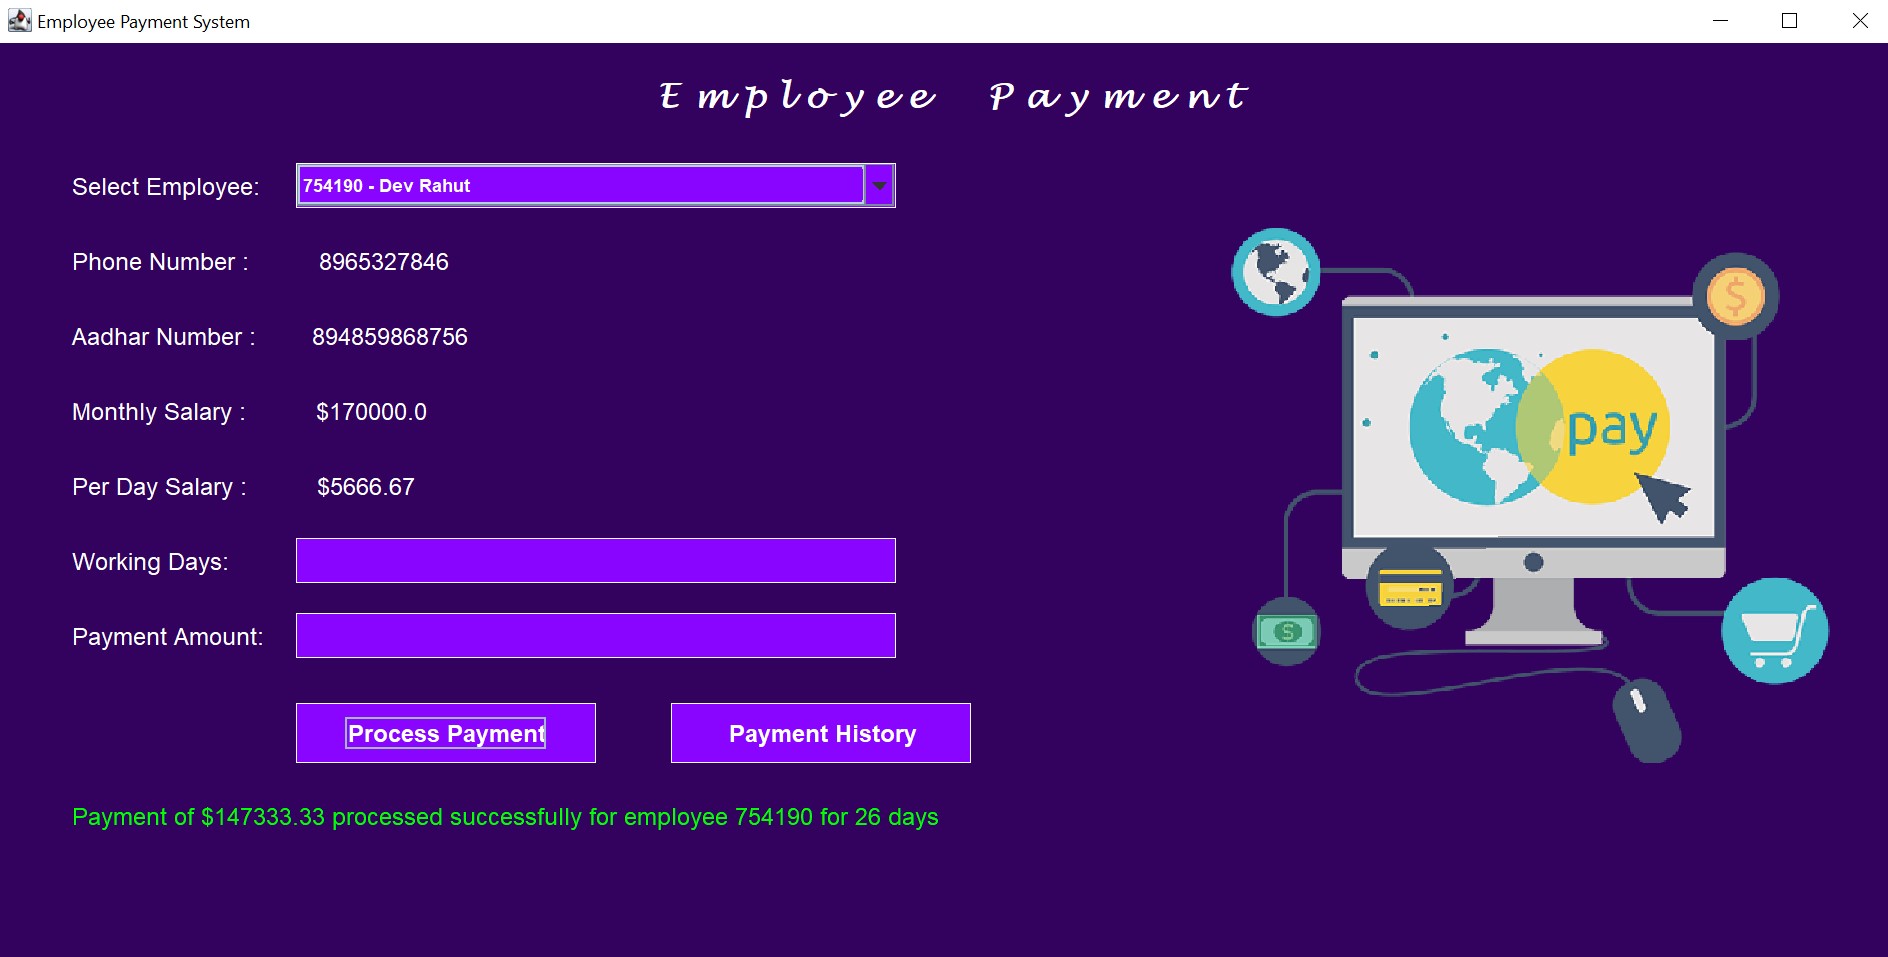 Employee Payment System
Employee Payment
Select Employee: 754190 - Dev Rahut
Phone Number : 8965327846
Aadhar Number : 894859868756
Monthly Salary : $170000.0
Per Day Salary : $5666.67
Working Days:
Payment Amount:
Process Payment Payment History
Payment of $147333.33 processed successfully for employee 754190 for 26 days
$
pay
$